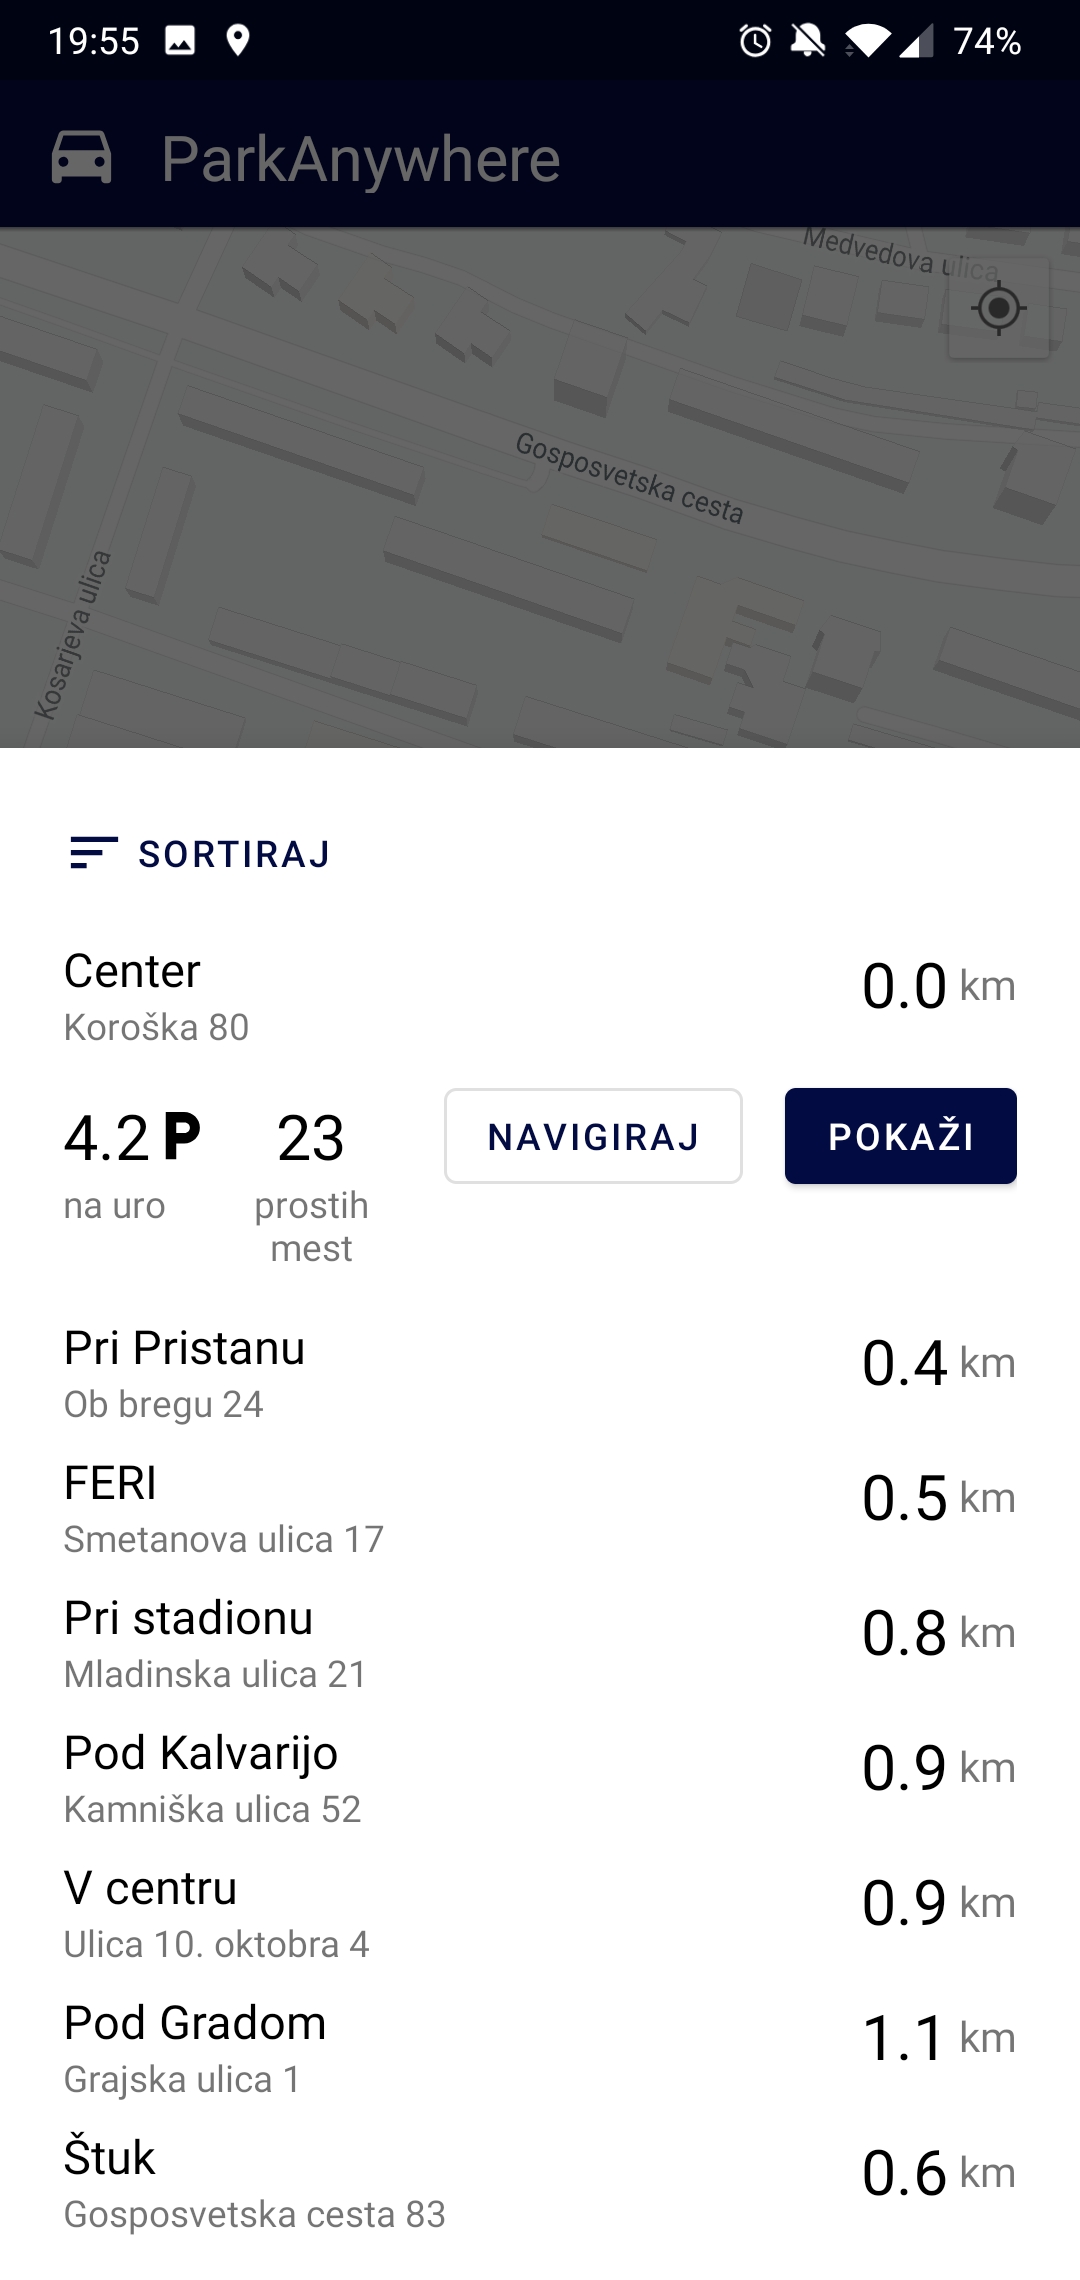 19:55 74%
ParkAnywhere
Medvedova ulica
Gosposvetska cesta
Kosarjeva ulica
SORTIRAJ
Center
0.0 km
Koroška 80
4.2 P 23 NAVIGIRAJ POKAŽI
na uro prostih
mest
Pri Pristanu
0.4 km
Ob bregu 24
FERI
0.5 km
Smetanova ulica 17
Pri stadionu
0.8 km
Mladinska ulica 21
Pod Kalvarijo
0.9 km
Kamniška ulica 52
V centru
0.9 km
Ulica 10. oktobra 4
Pod Gradom
1.1 km
Grajska ulica 1
Štuk
0.6 km
Gosposvetska cesta 83